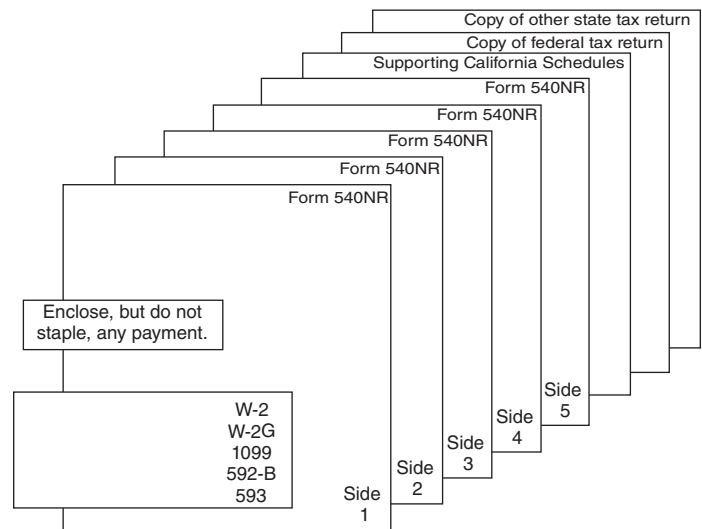 Copy of other state tax return
Copy of federal tax return
Supporting California Schedules
Form 540NR
Form 540NR
Form 540NR
Form 540NR
Form 540NR
Enclose, but do not
staple, any payment.
W-2
W-2G
1099
592-B
593
Side
1
Side
2
Side
3
Side
4
Side
5